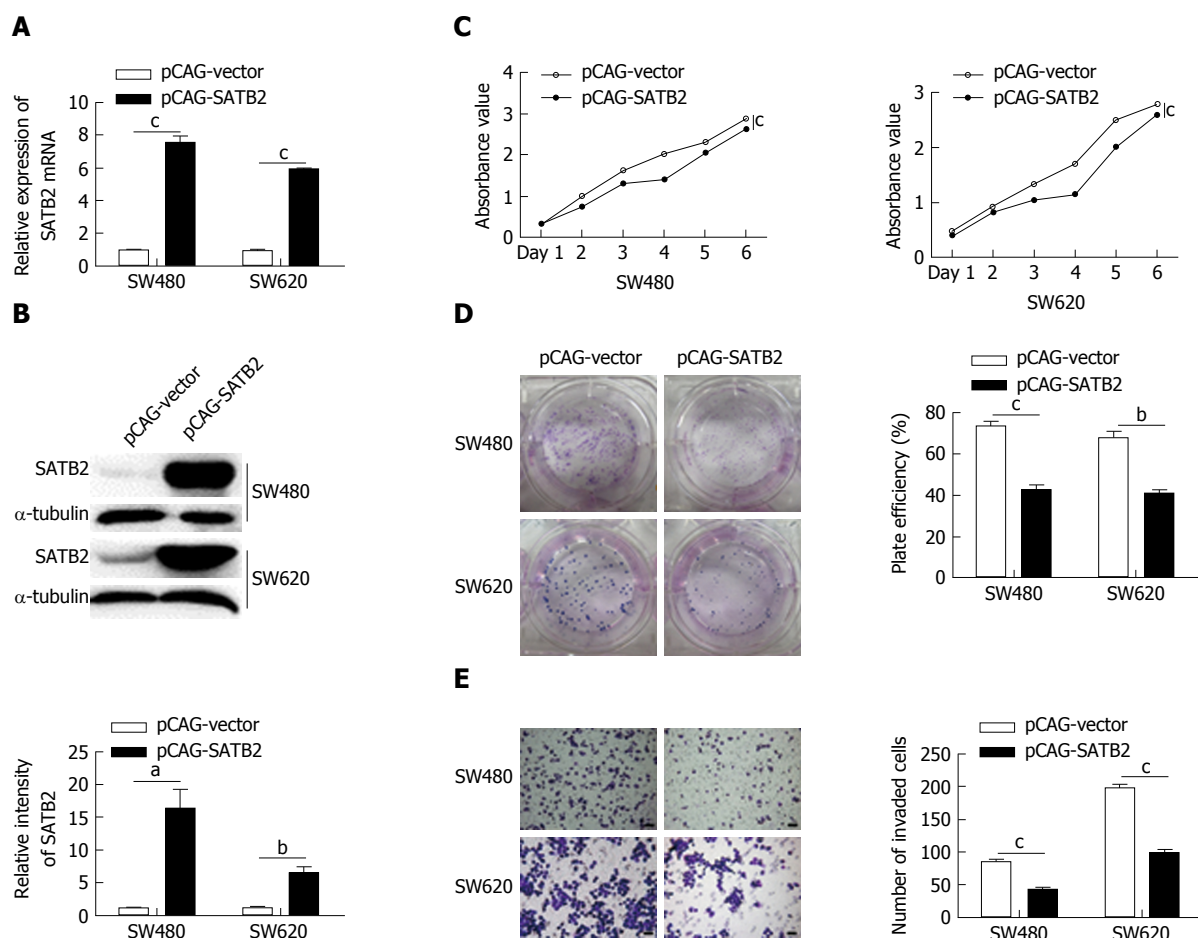 A
pCAG-vector
pCAG-SATB2
Relative expression of
SATB2 mRNA
10
8
6
4
2
0
c
c
SW480
SW620
B
pCAG-vector
pCAG-SATB2
SATB2
α-tubulin
SW480
SATB2
α-tubulin
SW620
pCAG-vector
pCAG-SATB2
Relative intensity
of SATB2
25
20
15
10
5
0
a
b
SW480
SW620
C
pCAG-vector
pCAG-SATB2
Absorbance value
4
3
2
1
0
c
Day 1 2 3 4 5 6
SW480
pCAG-vector
pCAG-SATB2
Absorbance value
3
2
1
0
c
Day 1 2 3 4 5 6
SW620
D
pCAG-vector pCAG-SATB2
SW480
SW620
pCAG-vector
pCAG-SATB2
Plate efficiency (%)
80
60
40
20
0
c
b
SW480
SW620
E
SW480
SW620
pCAG-vector
pCAG-SATB2
Number of invaded cells
250
200
150
100
50
0
c
c
SW480
SW620